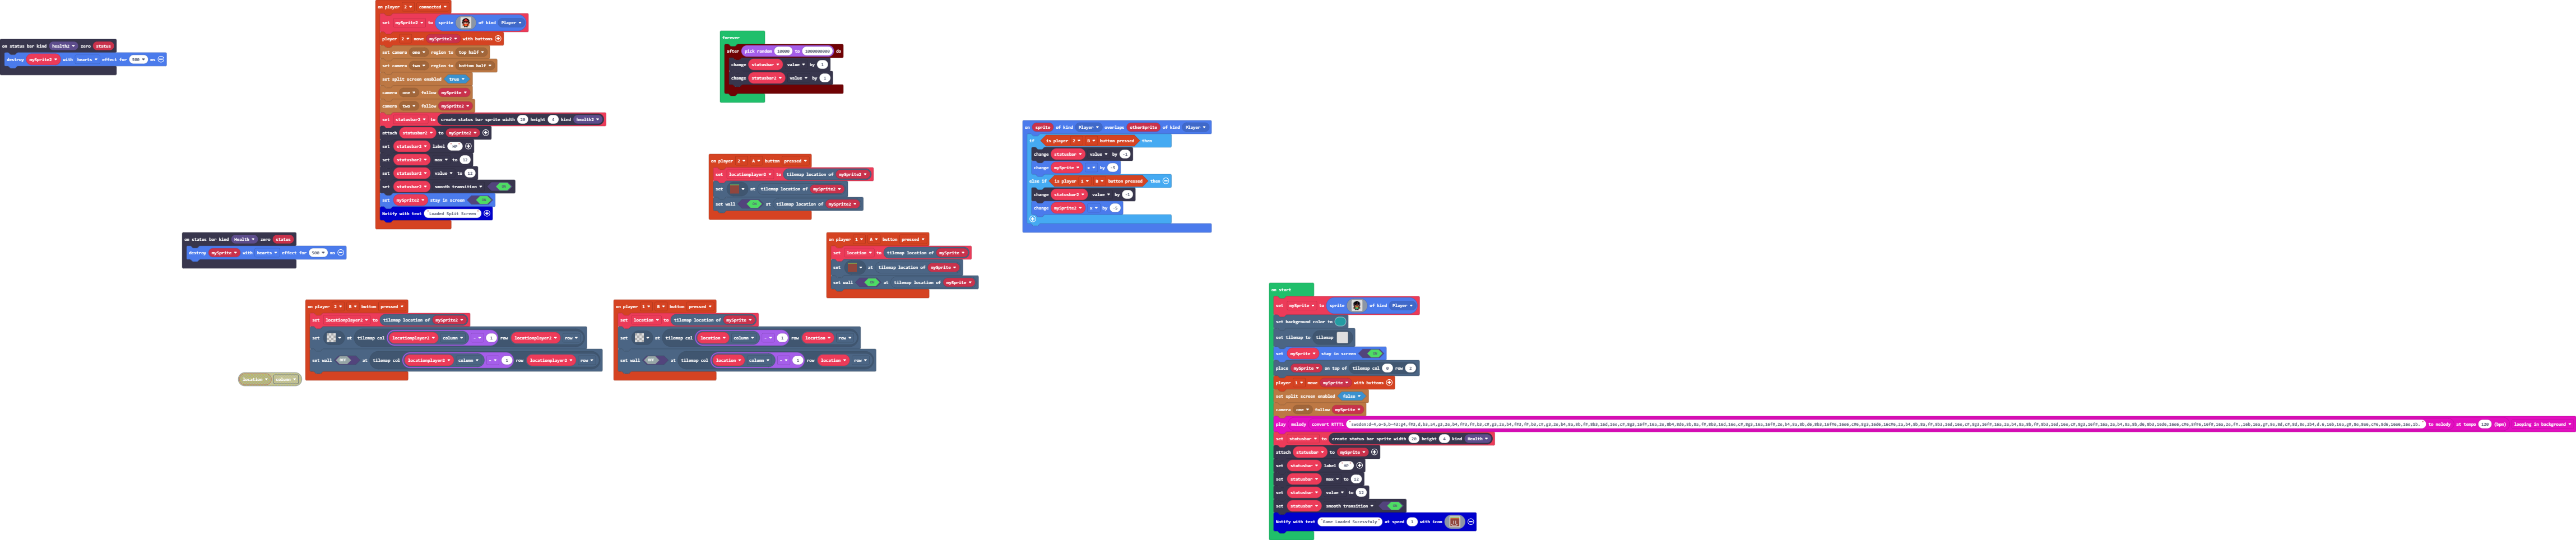 on player 2 connected
set mySprite2 to sprite of kind Player
player 2 move mySprite2 with buttons
set camera one region to top half
set camera two region to bottom half
set split screen enabled true
camera one follow mySprite
camera two follow mySprite2
set statusbar2 to create status bar sprite width 20 height 4 kind health2
attach statusbar2 to mySprite2
set statusbar2 label "HP"
set statusbar2 max to 12
set statusbar2 value to 12
set statusbar2 smooth transition ON
set mySprite2 stay in screen ON
Notify with text Loaded Split Screen
on status bar kind health2 zero status
destroy mySprite2 with hearts effect for 500 ms
forever
after pick random 10000 to do
change statusbar value by 1
change statusbar2 value by 1
on sprite of kind Player overlaps otherSprite of kind Player
if is player 2 B button pressed then
change statusbar value by -1
change mySprite x by -5
else if is player 1 B button pressed then
change statusbar2 value by -1
change mySprite2 x by -5
on player 2 A button pressed
set locationplayer2 to tilemap location of mySprite2
set at tilemap location of mySprite2
set wall ON at tilemap location of mySprite2
on player 1 A button pressed
set location to tilemap location of mySprite
set at tilemap location of mySprite
set wall ON at tilemap location of mySprite
on status bar kind Health zero status
destroy mySprite with hearts effect for 500 ms
on player 2 B button pressed
set locationplayer2 to tilemap location of mySprite2
set at tilemap col locationplayer2 column - 1 row locationplayer2 row
set wall OFF at tilemap col locationplayer2 column - 1 row locationplayer2 row
on player 1 B button pressed
set location to tilemap location of mySprite
set at tilemap col location column - 1 row location row
set wall OFF at tilemap col location column - 1 row location row
location column
on start
set mySprite to sprite of kind Player
set background color to
set tilemap to tilemap
set mySprite stay in screen ON
place mySprite on top of tilemap col row 2
player 1 move mySprite with buttons
set split screen enabled false
camera one follow mySprite
play melody convert RTTTL to melody at tempo 120 (bpm) looping in background
set statusbar to create status bar sprite width 20 height 4 kind Health
attach statusbar to mySprite
set statusbar label "HP"
set statusbar max to 12
set statusbar value to 12
set statusbar smooth transition ON
Notify with text Game Loaded Sucessfuly at speed 1 with icon